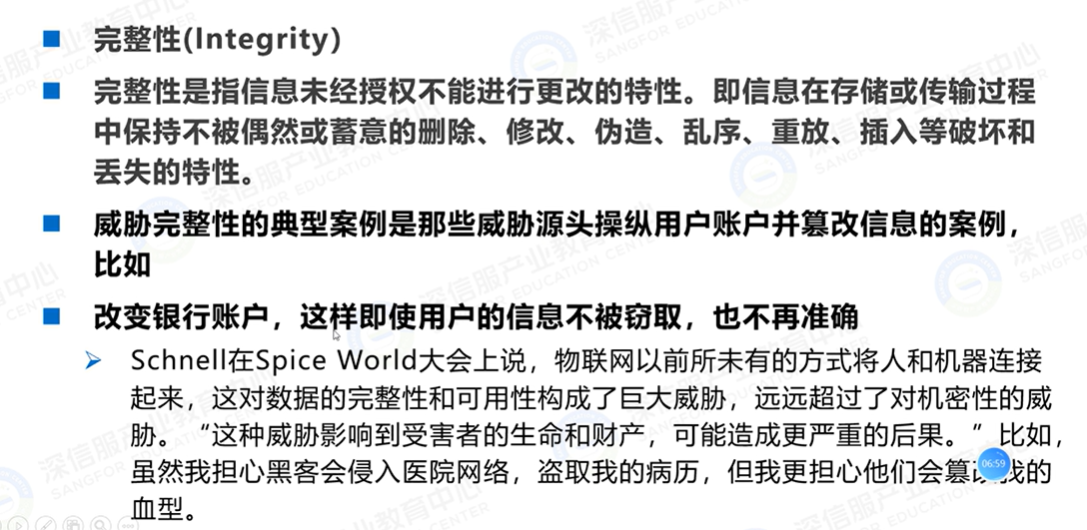 完整性(Integrity)
完整性是指信息未经授权不能进行更改的特性。即信息在存储或传输过程
中保持不被偶然或蓄意的删除、修改、伪造、乱序、重放、插入等破坏和
丢失的特性。
威胁完整性的典型案例是那些威胁源头操纵用户账户并篡改信息的案例，
比如
改变银行账户，这样即使用户的信息不被窃取，也不再准确
Schnell在Spice World大会上说，物联网以前所未有的方式将人和机器连接
起来，这对数据的完整性和可用性构成了巨大威胁，远远超过了对机密性的威
胁。“这种威胁影响到受害者的生命和财产，可能造成更严重的后果。”比如，
虽然我担心黑客会侵入医院网络，盗取我的病历，但我更担心他们会篡改我的
血型。
06:59
深信服产业教育中心
SANGFOR EDUCATION CENTER